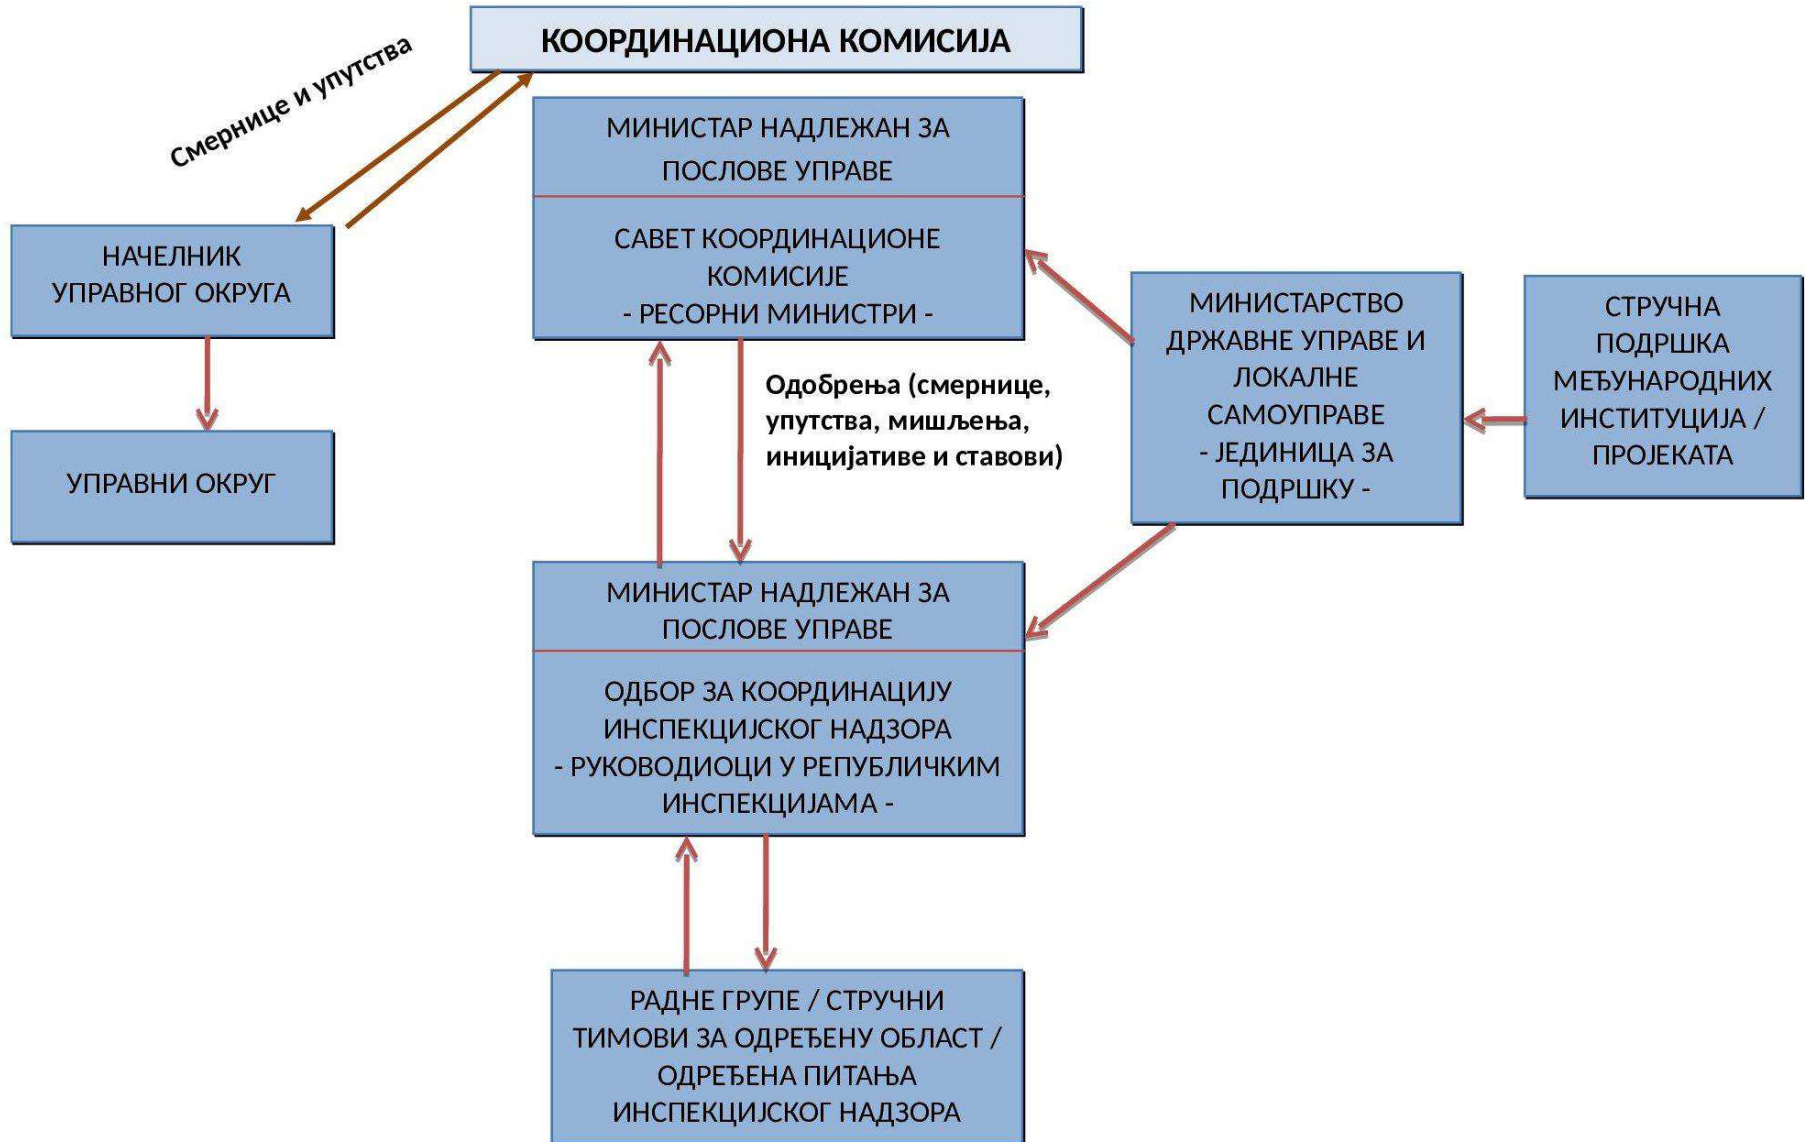 КООРДИНАЦИОНА КОМИСИЈА
Смернице и упутства
МИНИСТАР НАДЛЕЖАН ЗА
ПОСЛОВЕ УПРАВЕ
САВЕТ КООРДИНАЦИОНЕ
КОМИСИЈЕ
- РЕСОРНИ МИНИСТРИ -
НАЧЕЛНИК
УПРАВНОГ ОКРУГА
УПРАВНИ ОКРУГ
Одобрења (смернице,
упутства, мишљења,
иницијативе и ставови)
МИНИСТАРСТВО
ДРЖАВНЕ УПРАВЕ И
ЛОКАЛНЕ
САМОУПРАВЕ
- ЈЕДИНИЦА ЗА
ПОДРШКУ -
СТРУЧНА
ПОДРШКА
МЕЂУНАРОДНИХ
ИНСТИТУЦИЈА /
ПРОЈЕКАТА
МИНИСТАР НАДЛЕЖАН ЗА
ПОСЛОВЕ УПРАВЕ
ОДБОР ЗА КООРДИНАЦИЈУ
ИНСПЕКЦИЈСКОГ НАДЗОРА
- РУКОВОДИОЦИ У РЕПУБЛИЧКИМ
ИНСПЕКЦИЈАМА -
РАДНЕ ГРУПЕ / СТРУЧНИ
ТИМОВИ ЗА ОДРЕЂЕНУ ОБЛАСТ /
ОДРЕЂЕНА ПИТАЊА
ИНСПЕКЦИЈСКОГ НАДЗОРА